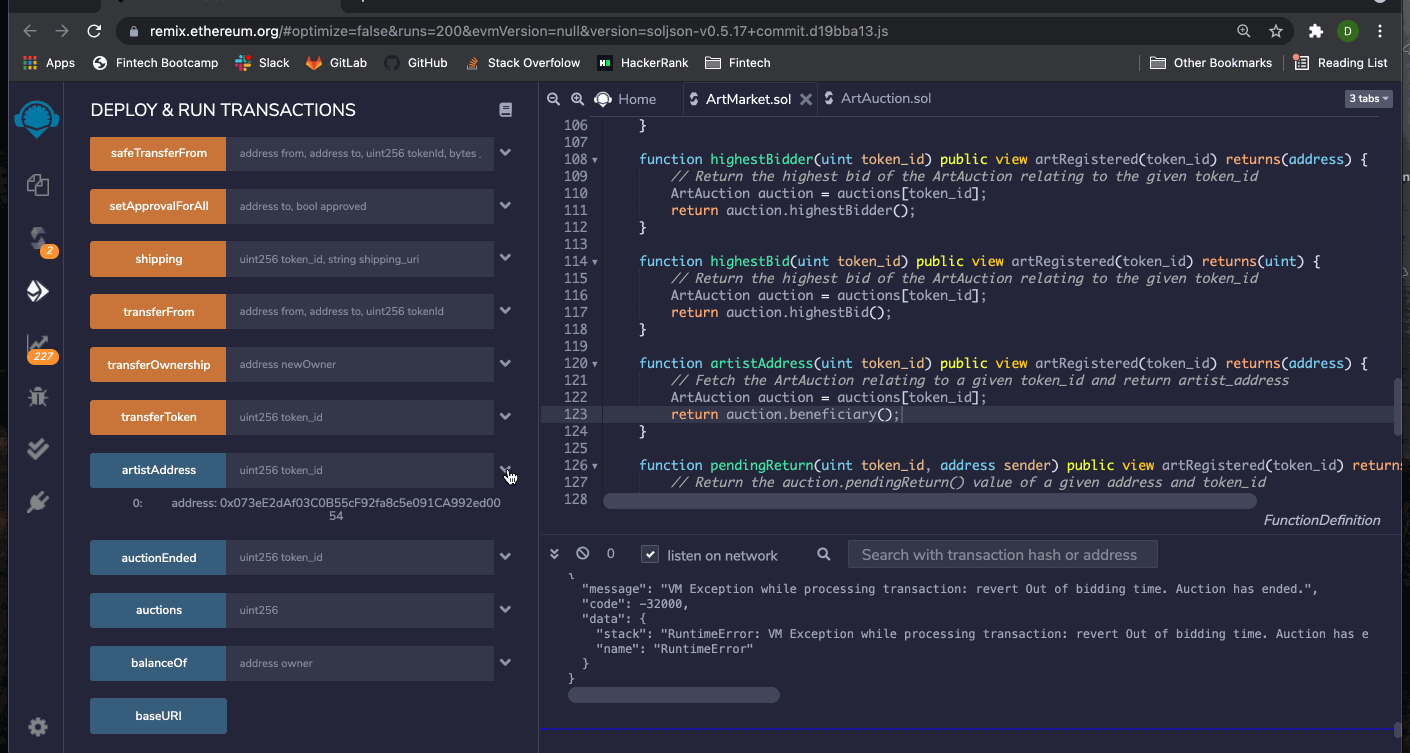 remix.ethereum.org/#optimize=false&runs=200&evmVersion=null&version=soljson-v0.5.17+commit.d19bba13.js
D
Apps
Fintech Bootcamp
Slack
GitLab
GitHub
Stack Overfolow
HackerRank
Fintech
Other Bookmarks
Reading List
DEPLOY & RUN TRANSACTIONS
safeTransferFrom
address from, address to, uint256 tokenId, bytes _
setApprovalForAll
address to, bool approved
shipping
uint256 token_id, string shipping_uri
transferFrom
address from, address to, uint256 tokenId
transferOwnership
address newOwner
transferToken
uint256 token_id
artistAddress
uint256 token_id
0: address: 0x073eE2dAf03C0B55cF92fa8c5e091CA992ed00
54
auctionEnded
uint256 token_id
auctions
uint256
balanceOf
address owner
baseURI
2
227
Home
ArtMarket.sol
ArtAuction.sol
3 tabs
106 }
107
108 function highestBidder(uint token_id) public view artRegistered(token_id) returns(address) {
109 // Return the highest bid of the ArtAuction relating to the given token_id
110 ArtAuction auction = auctions[token_id];
111 return auction.highestBidder();
112 }
113
114 function highestBid(uint token_id) public view artRegistered(token_id) returns(uint) {
115 // Return the highest bid of the ArtAuction relating to the given token_id
116 ArtAuction auction = auctions[token_id];
117 return auction.highestBid();
118 }
119
120 function artistAddress(uint token_id) public view artRegistered(token_id) returns(address) {
121 // Fetch the ArtAuction relating to a given token_id and return artist_address
122 ArtAuction auction = auctions[token_id];
123 return auction.beneficiary();
124 }
125
126 function pendingReturn(uint token_id, address sender) public view artRegistered(token_id) return
127 // Return the auction.pendingReturn() value of a given address and token_id
128
FunctionDefinition
0
listen on network
Search with transaction hash or address
{
"message": "VM Exception while processing transaction: revert Out of bidding time. Auction has ended.",
"code": -32000,
"data": {
"stack": "RuntimeError: VM Exception while processing transaction: revert Out of bidding time. Auction has e
"name": "RuntimeError"
}
}